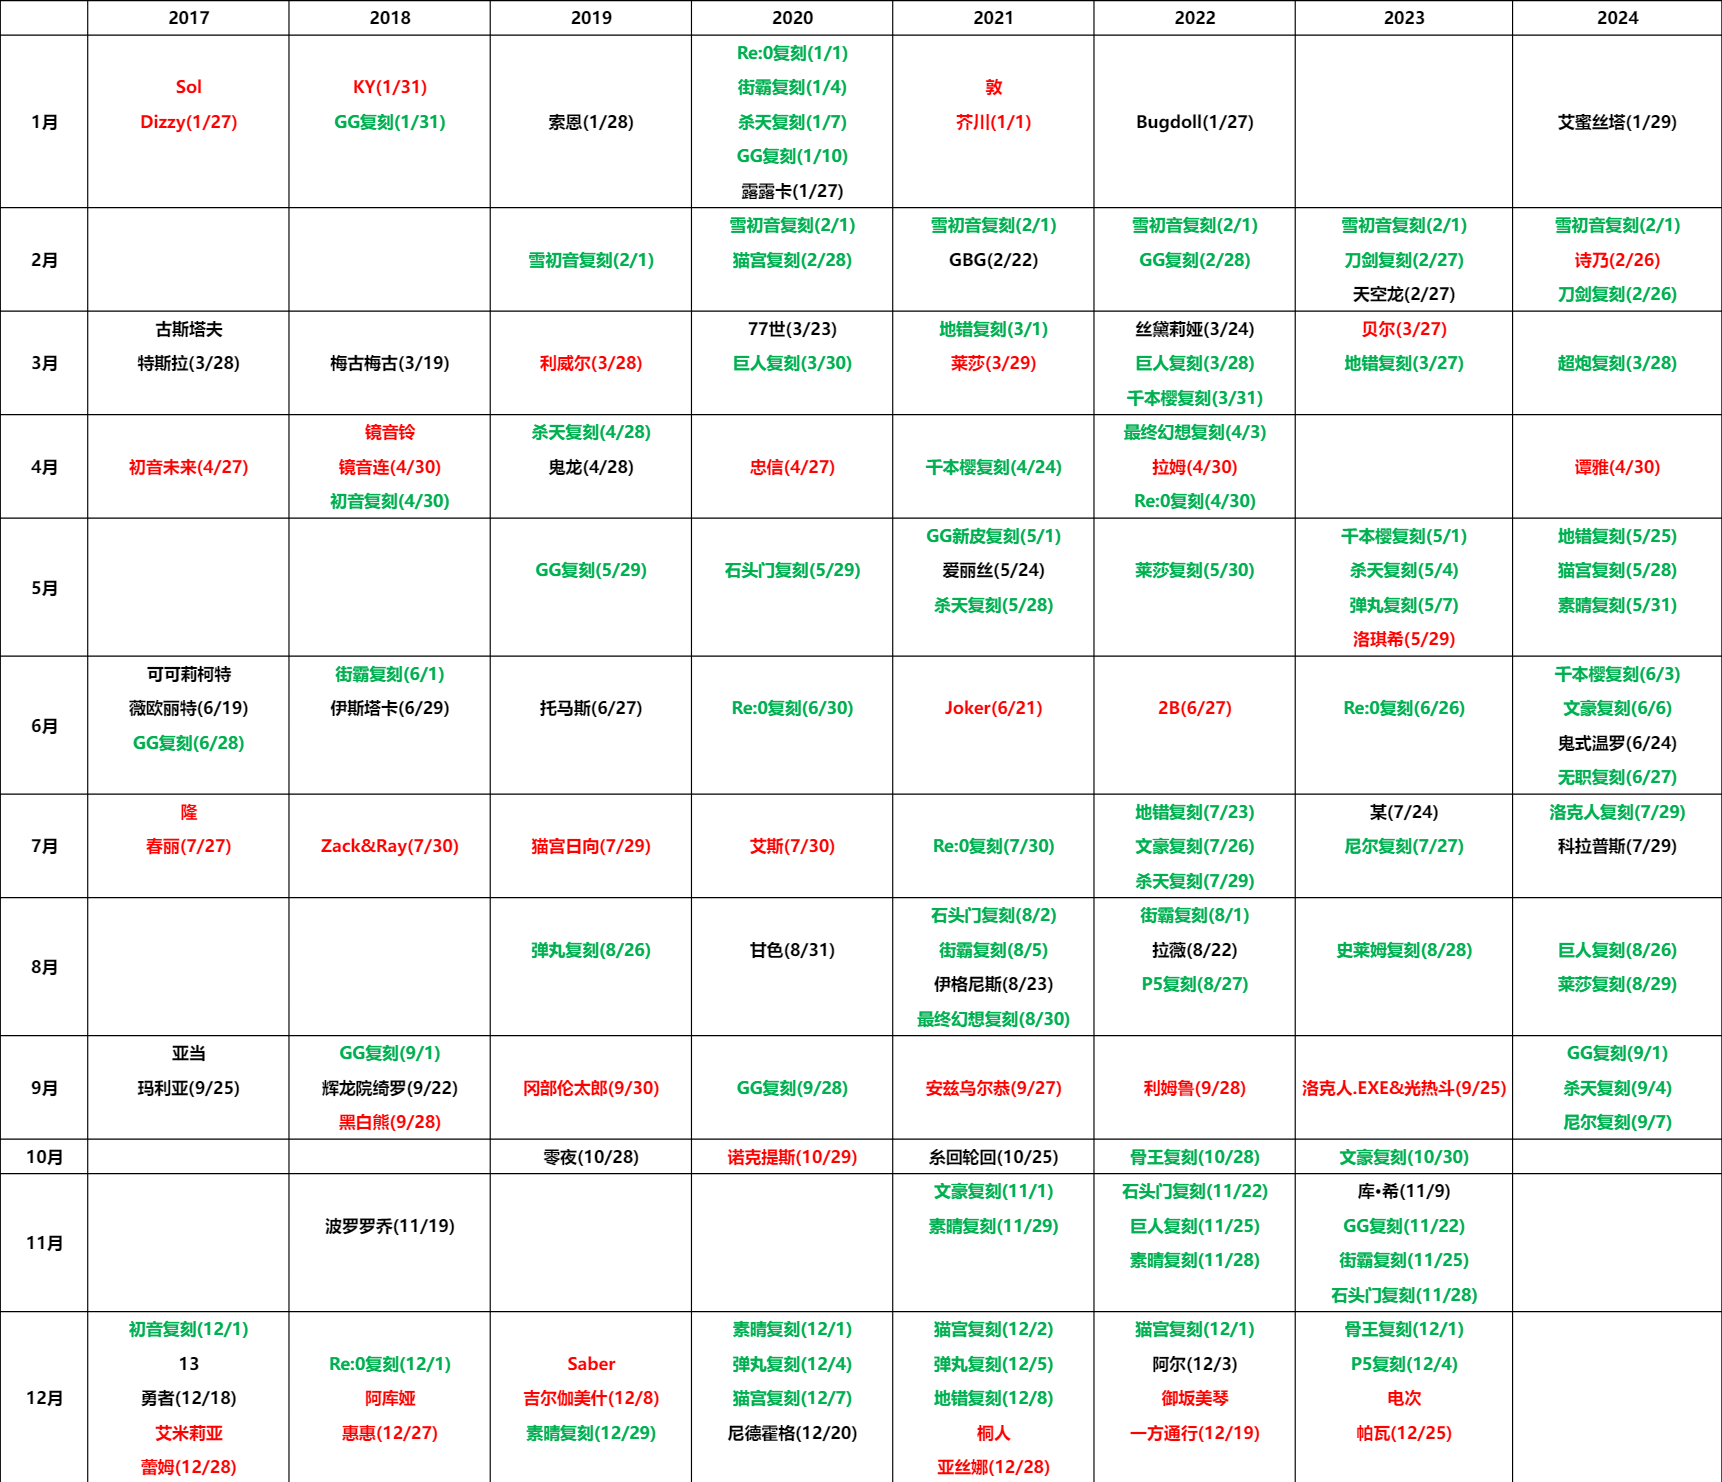 2017 2018 2019 2020 2021 2022 2023 2024
1月
Sol
Dizzy(1/27)
KY(1/31)
GG复刻(1/31)
索恩(1/28)
Re:0复刻(1/1)
街霸复刻(1/4)
杀天复刻(1/7)
GG复刻(1/10)
露露卡(1/27)
敦
芥川(1/1)
Bugdoll(1/27)
艾蜜丝塔(1/29)
2月
雪初音复刻(2/1)
雪初音复刻(2/1)
猫宫复刻(2/28)
雪初音复刻(2/1)
GBG(2/22)
雪初音复刻(2/1)
GG复刻(2/28)
雪初音复刻(2/1)
刀剑复刻(2/27)
天空龙(2/27)
雪初音复刻(2/1)
诗乃(2/26)
刀剑复刻(2/26)
3月
古斯塔夫
特斯拉(3/28)
梅古梅古(3/19)
利威尔(3/28)
77世(3/23)
巨人复刻(3/30)
地错复刻(3/1)
莱莎(3/29)
丝黛莉娅(3/24)
巨人复刻(3/28)
千本樱复刻(3/31)
贝尔(3/27)
地错复刻(3/27)
超炮复刻(3/28)
4月
初音未来(4/27)
镜音铃
镜音连(4/30)
初音复刻(4/30)
杀天复刻(4/28)
鬼龙(4/28)
忠信(4/27)
千本樱复刻(4/24)
最终幻想复刻(4/3)
拉姆(4/30)
Re:0复刻(4/30)
谭雅(4/30)
5月
GG复刻(5/29)
石头门复刻(5/29)
GG新皮复刻(5/1)
爱丽丝(5/24)
杀天复刻(5/28)
莱莎复刻(5/30)
千本樱复刻(5/1)
杀天复刻(5/4)
弹丸复刻(5/7)
洛琪希(5/29)
地错复刻(5/25)
猫宫复刻(5/28)
素晴复刻(5/31)
6月
可可莉柯特
薇欧丽特(6/19)
GG复刻(6/28)
街霸复刻(6/1)
伊斯塔卡(6/29)
托马斯(6/27)
Re:0复刻(6/30)
Joker(6/21)
2B(6/27)
Re:0复刻(6/26)
千本樱复刻(6/3)
文豪复刻(6/6)
鬼式温罗(6/24)
无职复刻(6/27)
7月
隆
春丽(7/27)
Zack&Ray(7/30)
猫宫日向(7/29)
艾斯(7/30)
Re:0复刻(7/30)
地错复刻(7/23)
文豪复刻(7/26)
杀天复刻(7/29)
某(7/24)
尼尔复刻(7/27)
洛克人复刻(7/29)
科拉普斯(7/29)
8月
弹丸复刻(8/26)
甘色(8/31)
石头门复刻(8/2)
街霸复刻(8/5)
伊格尼斯(8/23)
最终幻想复刻(8/30)
街霸复刻(8/1)
拉薇(8/22)
P5复刻(8/27)
史莱姆复刻(8/28)
巨人复刻(8/26)
莱莎复刻(8/29)
9月
亚当
玛利亚(9/25)
GG复刻(9/1)
辉龙院绮罗(9/22)
黑白熊(9/28)
冈部伦太郎(9/30)
GG复刻(9/28)
安兹乌尔恭(9/27)
利姆鲁(9/28)
洛克人.EXE&光热斗(9/25)
GG复刻(9/1)
杀天复刻(9/4)
尼尔复刻(9/7)
10月
零夜(10/28)
诺克提斯(10/29)
糸回轮回(10/25)
骨王复刻(10/28)
文豪复刻(10/30)
11月
波罗罗乔(11/19)
文豪复刻(11/1)
素晴复刻(11/29)
石头门复刻(11/22)
巨人复刻(11/25)
素晴复刻(11/28)
库•希(11/9)
GG复刻(11/22)
街霸复刻(11/25)
石头门复刻(11/28)
12月
初音复刻(12/1)
13
勇者(12/18)
艾米莉亚
蕾姆(12/28)
Re:0复刻(12/1)
阿库娅
惠惠(12/27)
Saber
吉尔伽美什(12/8)
素晴复刻(12/29)
素晴复刻(12/1)
弹丸复刻(12/4)
猫宫复刻(12/7)
尼德霍格(12/20)
猫宫复刻(12/2)
弹丸复刻(12/5)
地错复刻(12/8)
桐人
亚丝娜(12/28)
猫宫复刻(12/1)
阿尔(12/3)
御坂美琴
一方通行(12/19)
骨王复刻(12/1)
P5复刻(12/4)
电次
帕瓦(12/25)